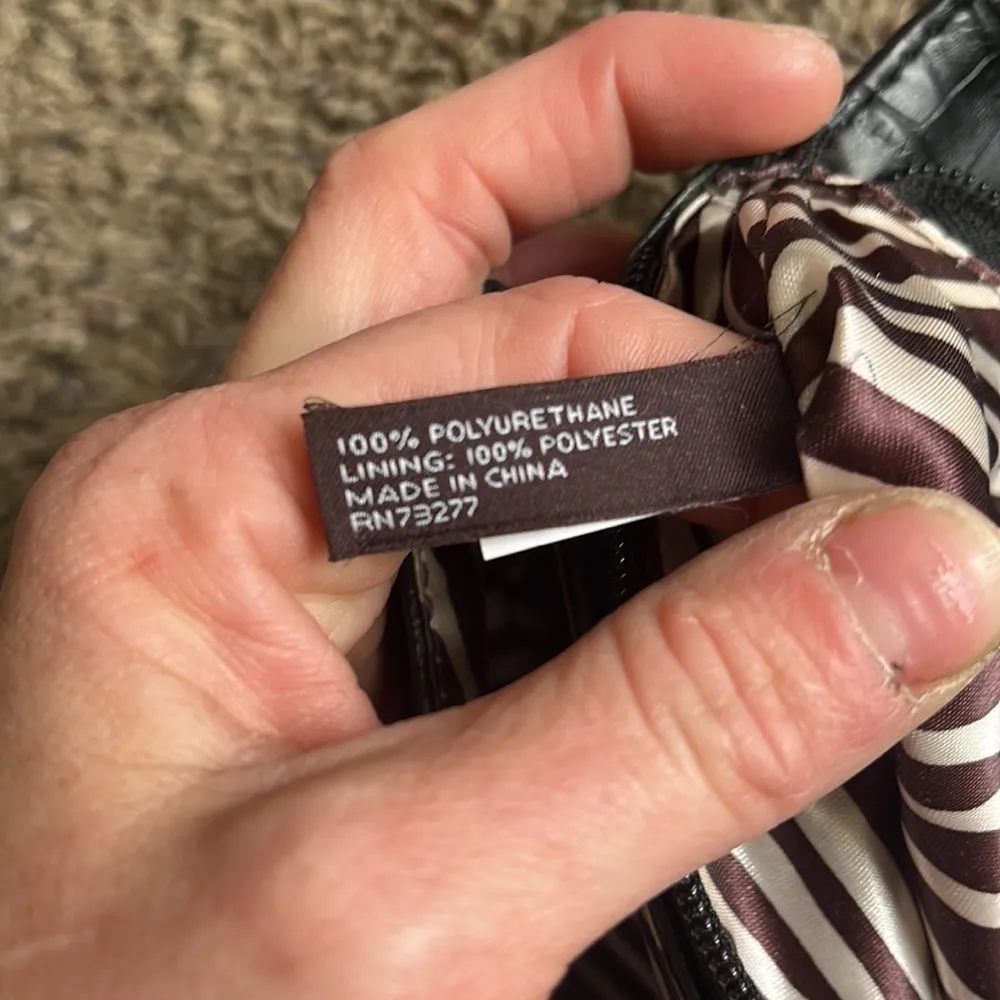 100% POLYURETHANE
LINING: 100% POLYESTER
MADE IN CHINA
RN73277